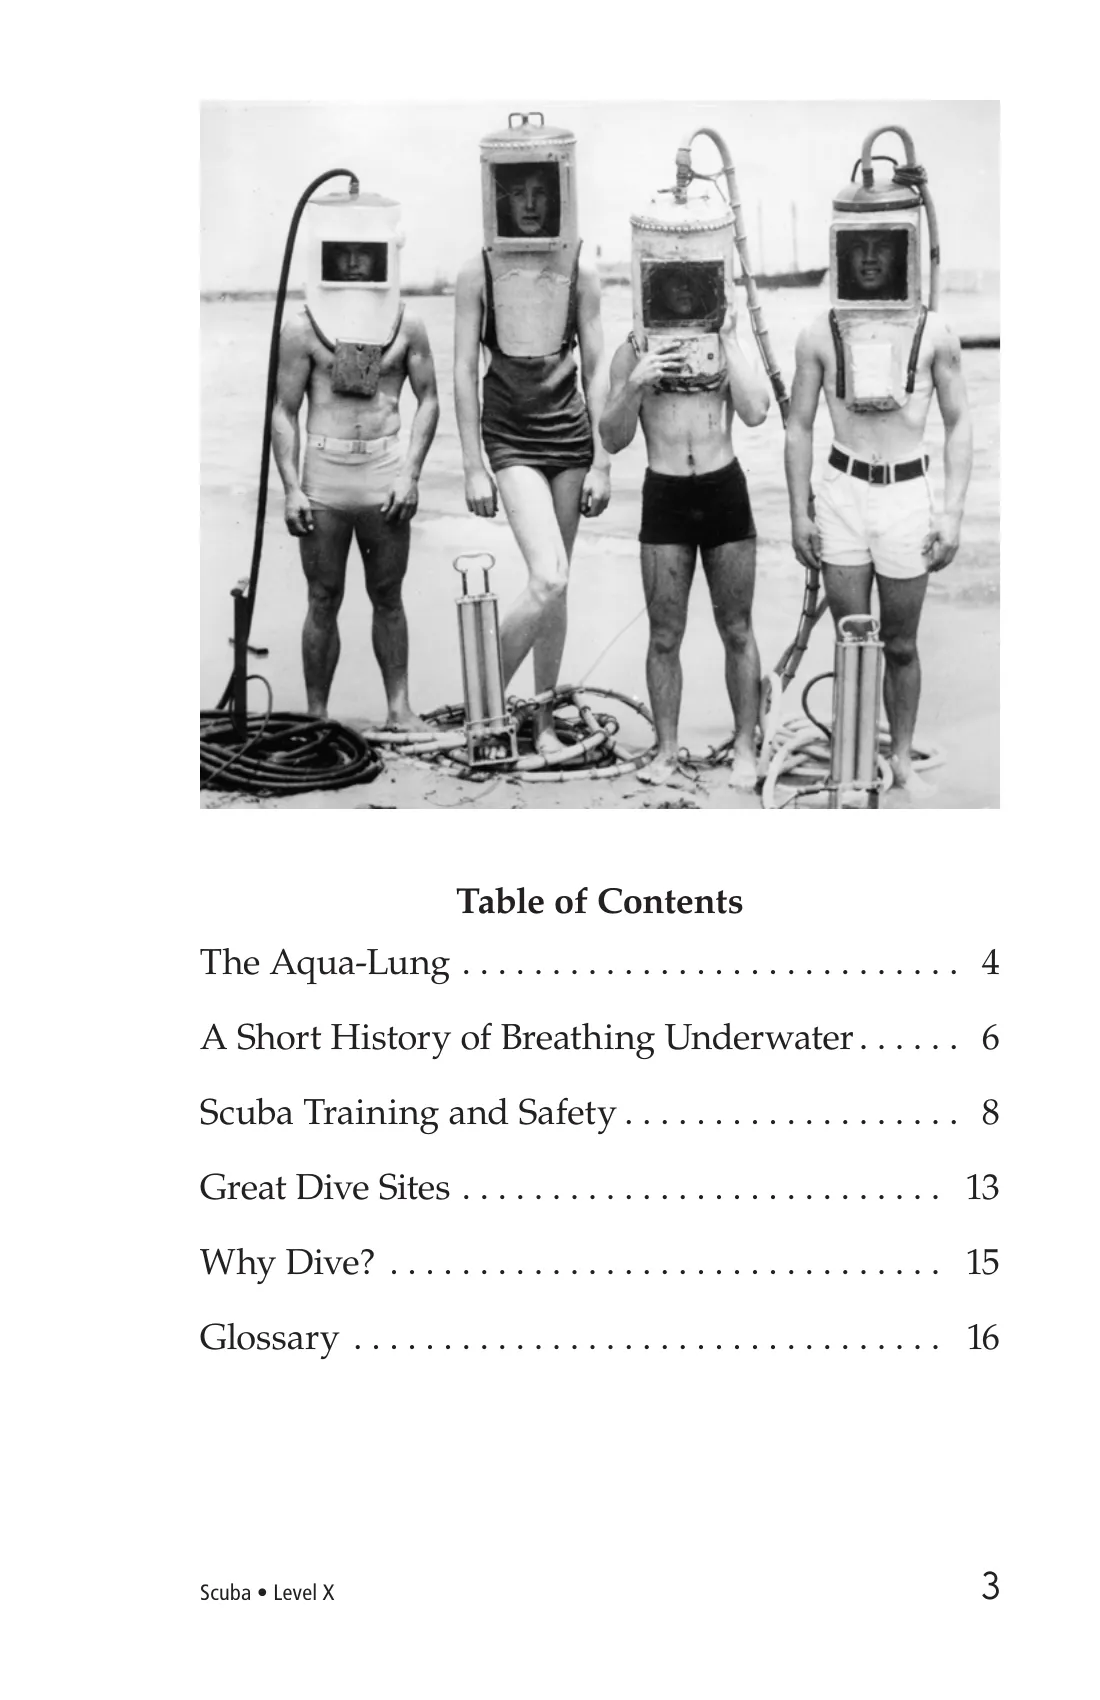 Table of Contents
The Aqua-Lung . . . . . . . . . . . . . . . . . . . . . . . . . . . . 4
A Short History of Breathing Underwater . . . . . . 6
Scuba Training and Safety . . . . . . . . . . . . . . . . . . . 8
Great Dive Sites . . . . . . . . . . . . . . . . . . . . . . . . . . . 13
Why Dive? . . . . . . . . . . . . . . . . . . . . . . . . . . . . . . . 15
Glossary . . . . . . . . . . . . . . . . . . . . . . . . . . . . . . . . . 16
Scuba • Level X 3